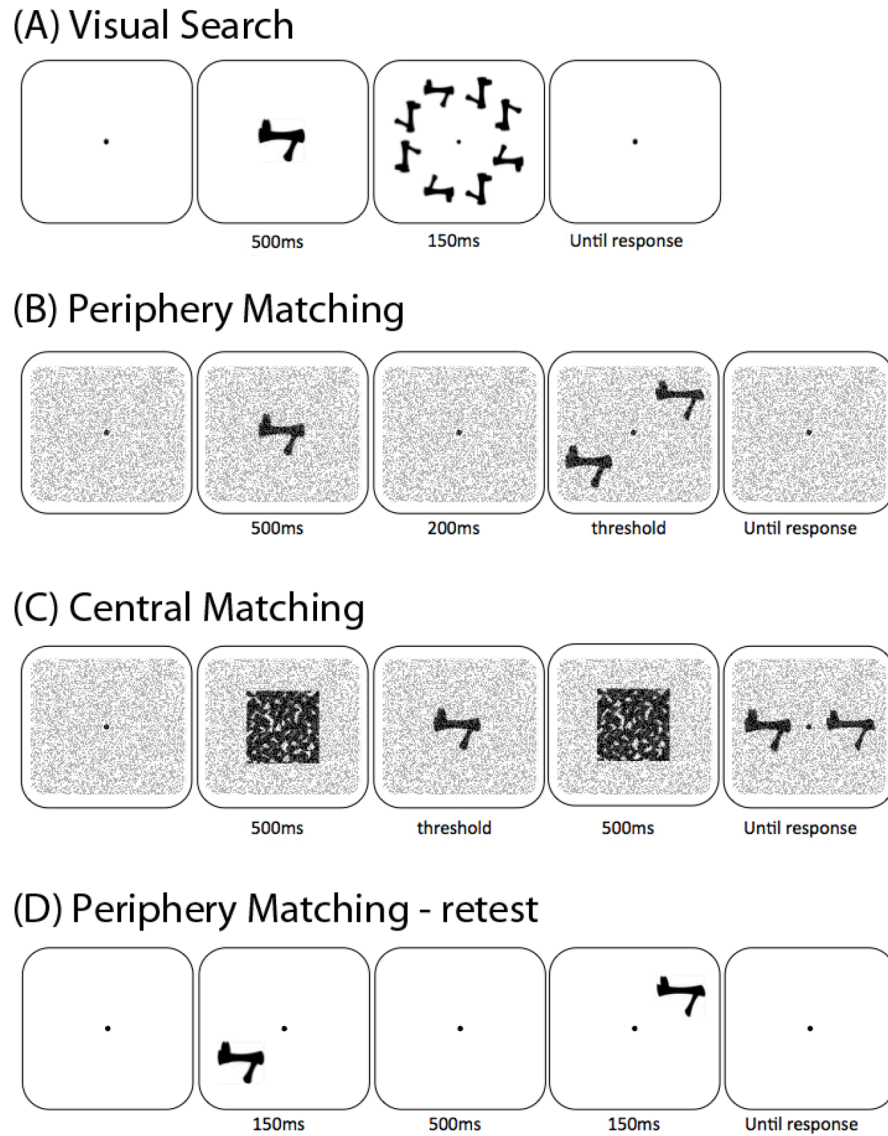 (A) Visual Search
500ms 150ms Until response
(B) Periphery Matching
500ms 200ms threshold Until response
(C) Central Matching
500ms threshold 500ms Until response
(D) Periphery Matching - retest
150ms 500ms 150ms Until response